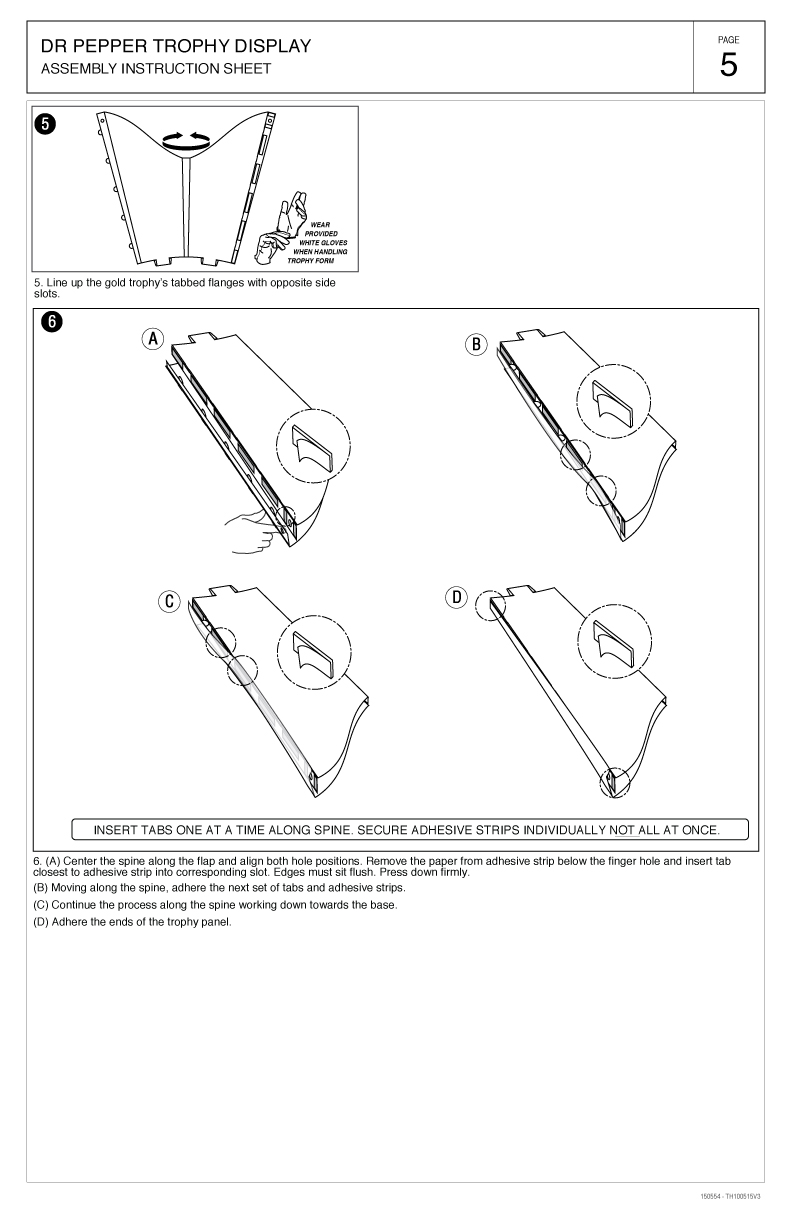 DR PEPPER TROPHY DISPLAY
ASSEMBLY INSTRUCTION SHEET
PAGE
5
5
WEAR
PROVIDED
WHITE GLOVES
WHEN HANDLING
TROPHY FORM
5. Line up the gold trophy's tabbed flanges with opposite side
slots.
6
A
B
C
D
INSERT TABS ONE AT A TIME ALONG SPINE. SECURE ADHESIVE STRIPS INDIVIDUALLY NOT ALL AT ONCE.
6. (A) Center the spine along the flap and align both hole positions. Remove the paper from adhesive strip below the finger hole and insert tab
closest to adhesive strip into corresponding slot. Edges must sit flush. Press down firmly.
(B) Moving along the spine, adhere the next set of tabs and adhesive strips.
(C) Continue the process along the spine working down towards the base.
(D) Adhere the ends of the trophy panel.
150554 - TH100515V3